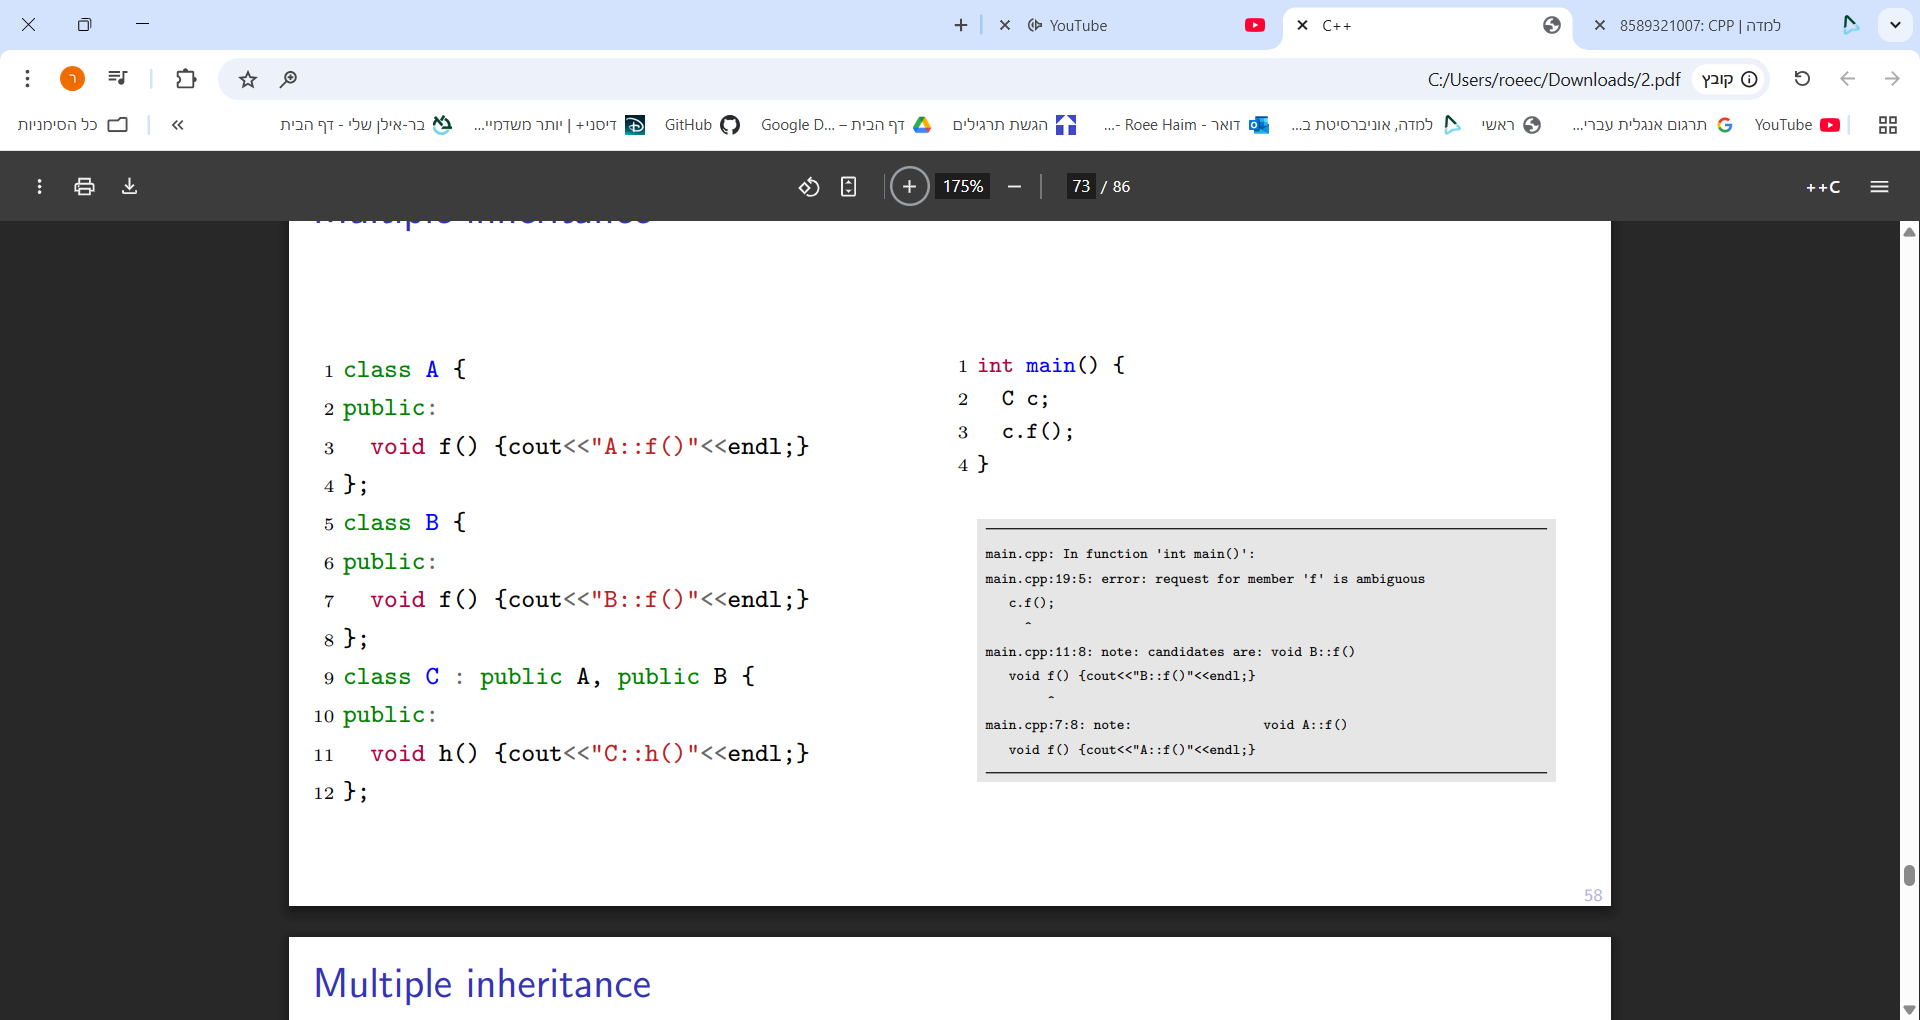 C++
YouTube
למדה | 8589321007: CPP
C:/Users/roeec/Downloads/2.pdf
קובץ
ר
YouTube
תרגום אנגלית עברי...
ראשי
למדה, אוניברסיטת ב...
דואר - Roee Haim -...
הגשת תרגילים
דף הבית – Google D...
GitHub
דיסני+ | יותר משדמיי...
בר-אילן שלי - דף הבית
»
כל הסימניות
++C
73 / 86
175%
Multiple inheritance
1 class A {
2 public:
3 void f() {cout<<"A::f()"<<endl;}
4 };
5 class B {
6 public:
7 void f() {cout<<"B::f()"<<endl;}
8 };
9 class C : public A, public B {
10 public:
11 void h() {cout<<"C::h()"<<endl;}
12 };
1 int main() {
2 C c;
3 c.f();
4 }
main.cpp: In function 'int main()':
main.cpp:19:5: error: request for member 'f' is ambiguous
c.f();
^
main.cpp:11:8: note: candidates are: void B::f()
void f() {cout<<"B::f()"<<endl;}
^
main.cpp:7:8: note: void A::f()
void f() {cout<<"A::f()"<<endl;}
58
Multiple inheritance